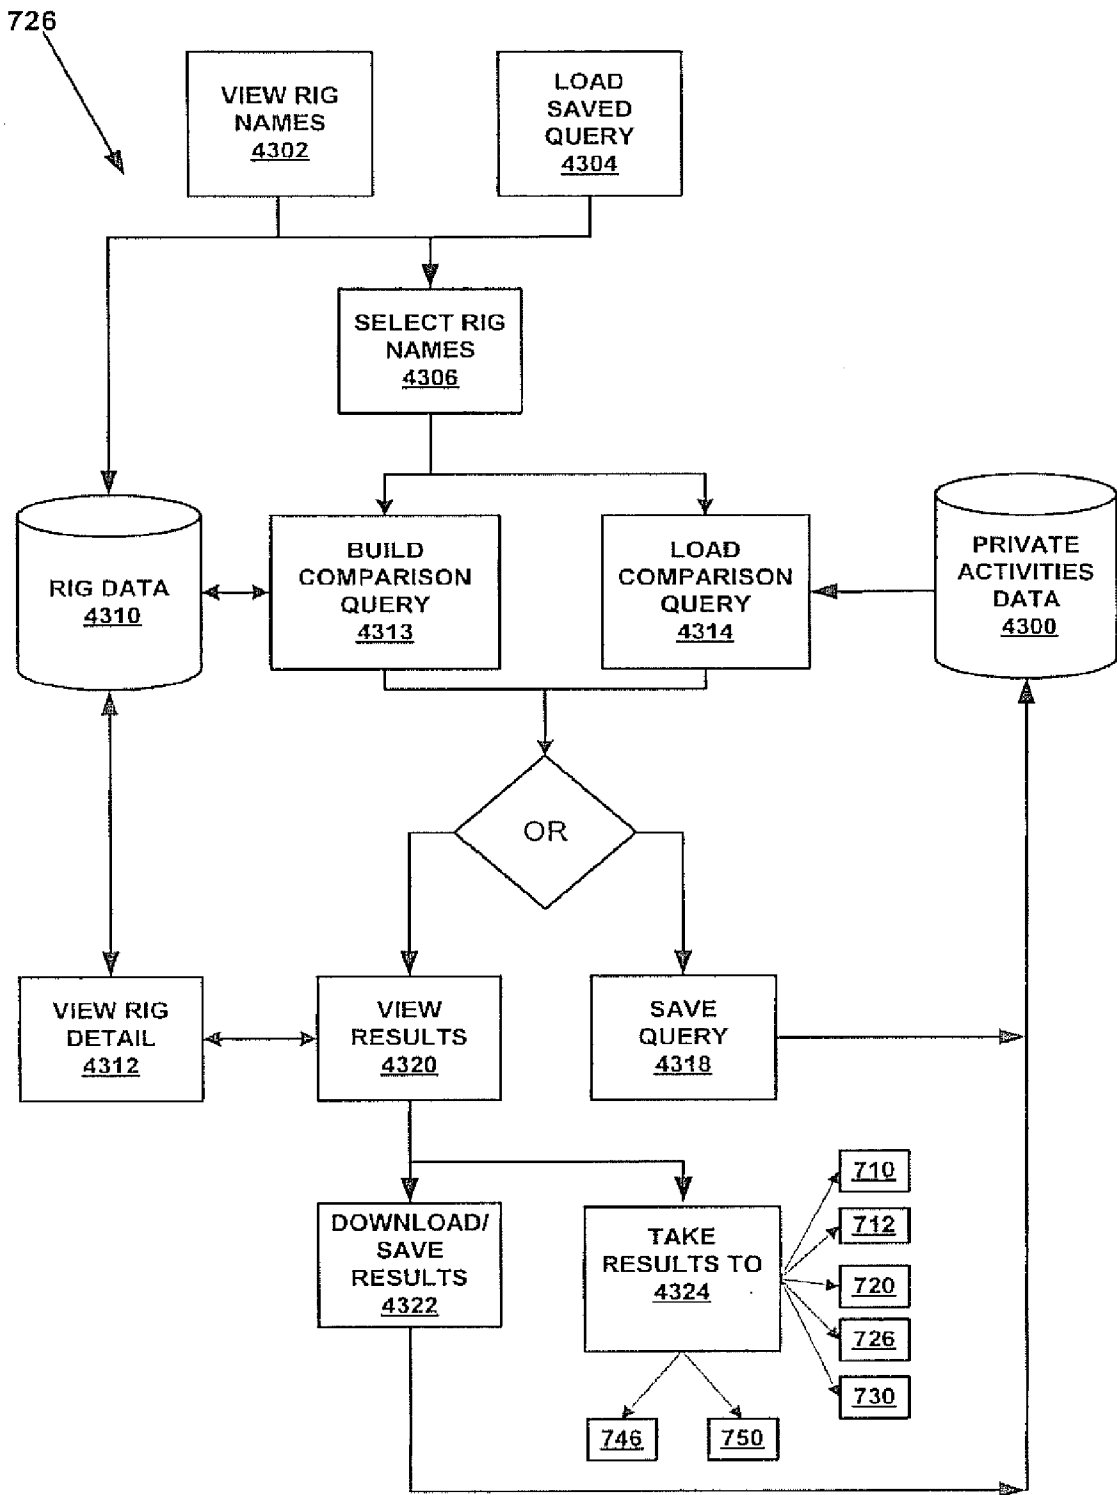 726
VIEW RIG
NAMES
4302
LOAD
SAVED
QUERY
4304
SELECT RIG
NAMES
4306
RIG DATA
4310
BUILD
COMPARISON
QUERY
4313
LOAD
COMPARISON
QUERY
4314
PRIVATE
ACTIVITIES
DATA
4300
OR
VIEW RIG
DETAIL
4312
VIEW
RESULTS
4320
SAVE
QUERY
4318
DOWNLOAD/
SAVE
RESULTS
4322
TAKE
RESULTS TO
4324
710
712
720
726
730
746
750